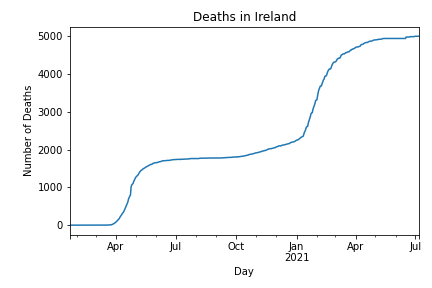 Deaths in Ireland
Number of Deaths
5000
4000
3000
2000
1000
0
Apr
Jul
Oct
Jan
2021
Apr
Jul
Day